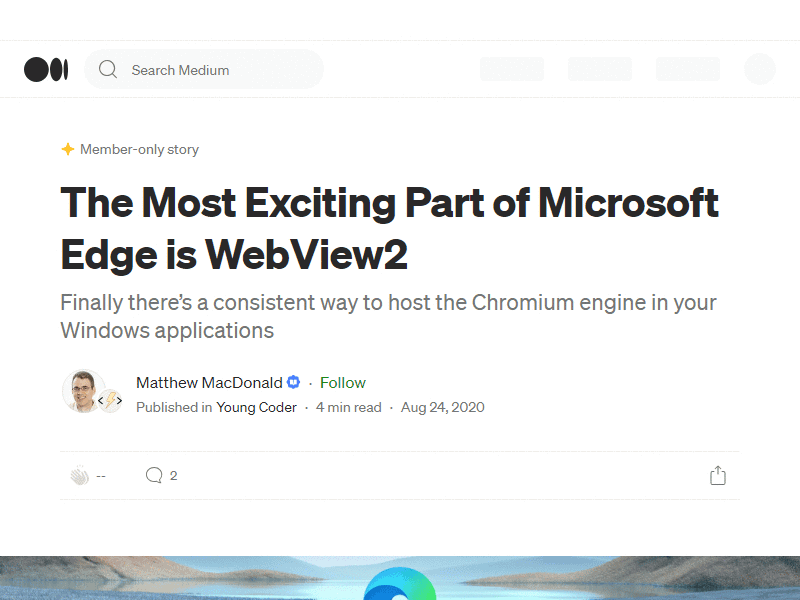 Search Medium
Member-only story
The Most Exciting Part of Microsoft
Edge is WebView2
Finally there’s a consistent way to host the Chromium engine in your
Windows applications
Matthew MacDonald · Follow
Published in Young Coder · 4 min read · Aug 24, 2020
-- 2